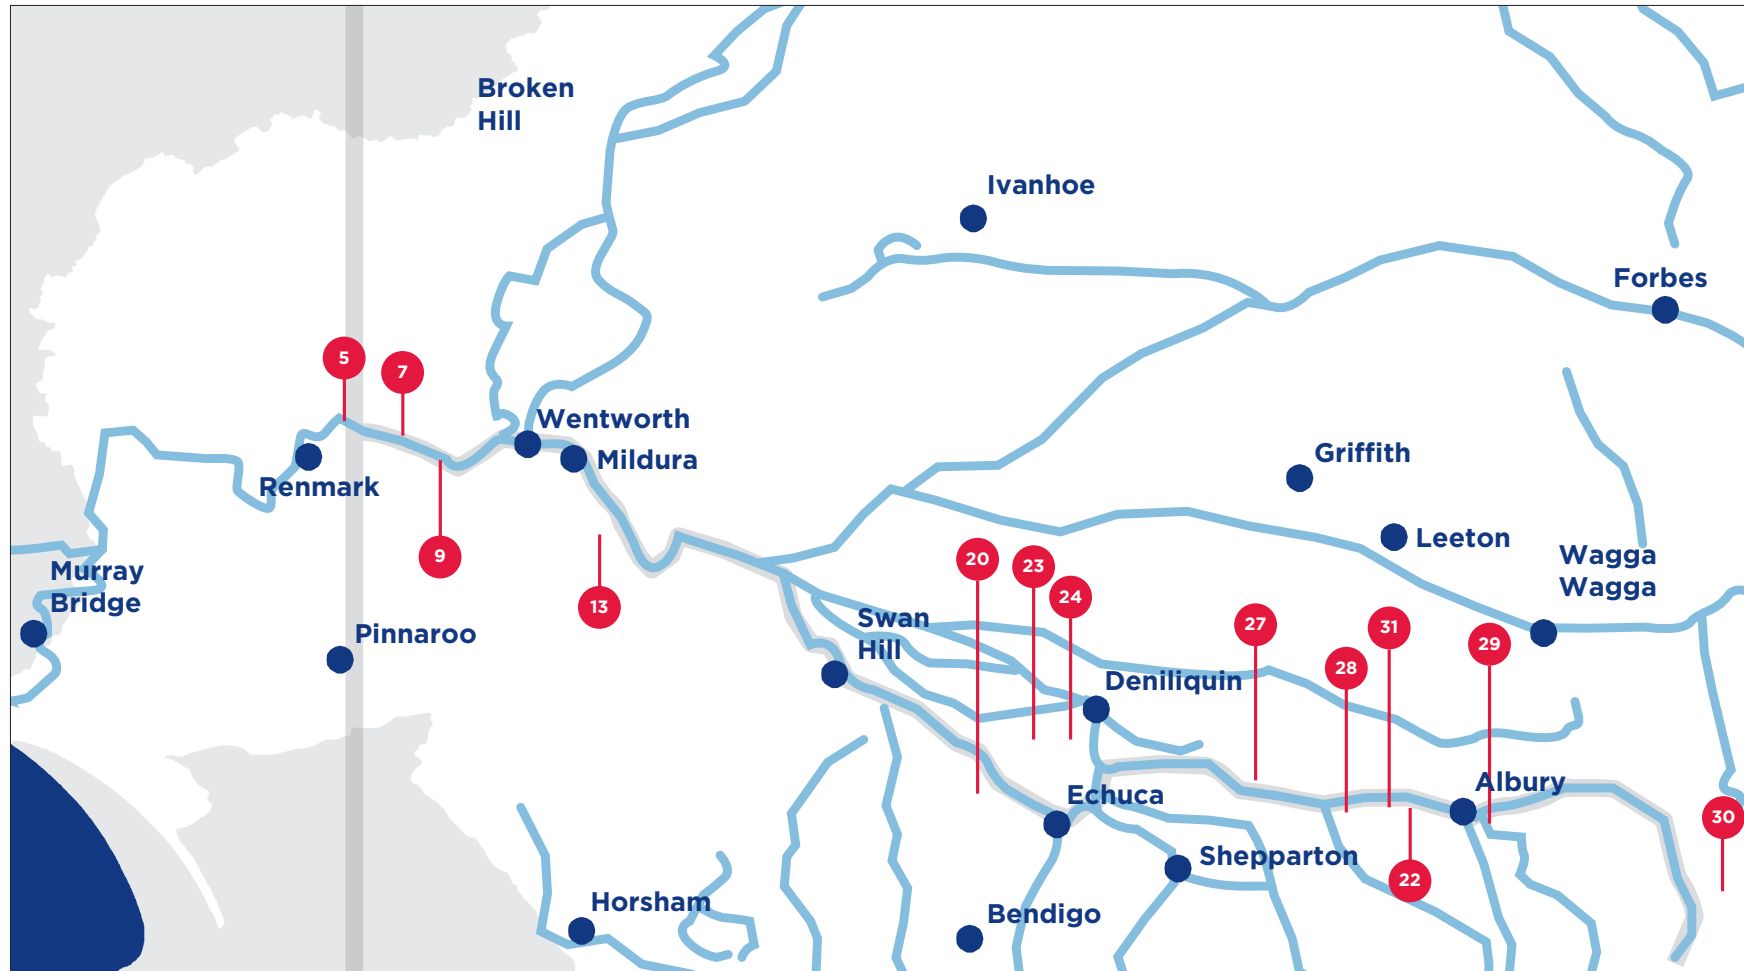 Broken
Hill
Ivanhoe
Forbes
5
7
Wentworth
Mildura
Renmark
Griffith
Leeton
9
20
23
24
13
Wagga
Wagga
Murray
Bridge
Swan
Hill
Pinnaroo
27
31
29
28
Deniliquin
Echuca
Albury
30
Shepparton
22
Horsham
Bendigo